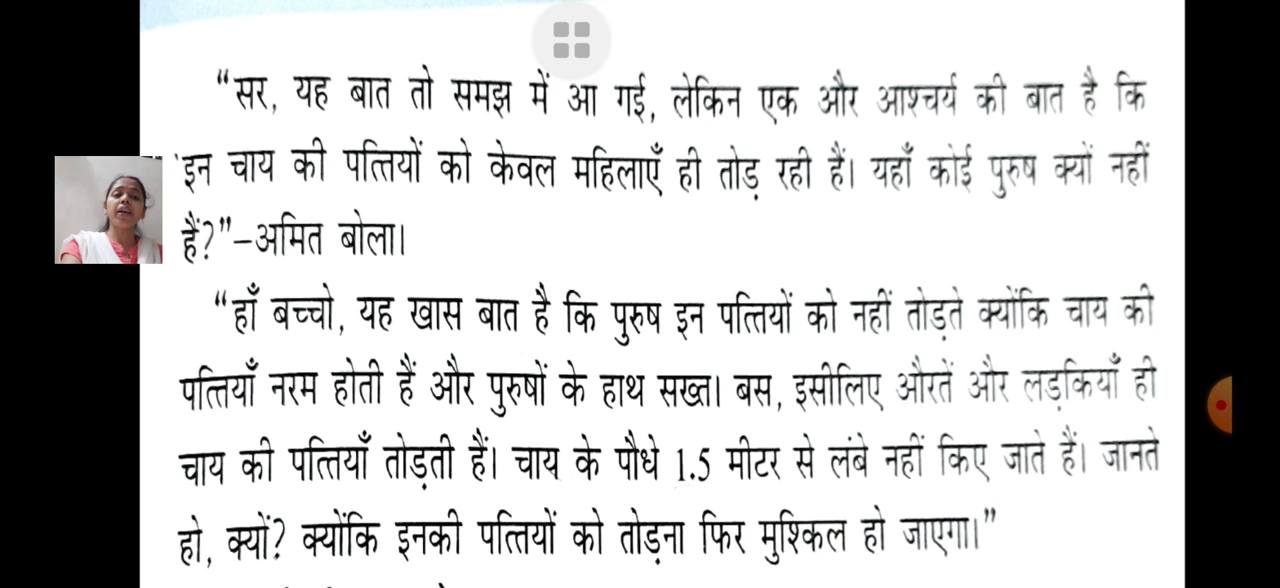 “सर, यह बात तो समझ में आ गई, लेकिन एक और आश्चर्य की बात है कि
इन चाय की पत्तियों को केवल महिलाएँ ही तोड़ रही हैं। यहाँ कोई पुरुष क्यों नहीं
हैं?”–अमित बोला।
“हाँ बच्चो, यह खास बात है कि पुरुष इन पत्तियों को नहीं तोड़ते क्योंकि चाय की
पत्तियाँ नरम होती हैं और पुरुषों के हाथ सख्त। बस, इसीलिए औरतें और लड़कियाँ ही
चाय की पत्तियाँ तोड़ती हैं। चाय के पौधे 1.5 मीटर से लंबे नहीं किए जाते हैं। जानते
हो, क्यों? क्योंकि इनकी पत्तियों को तोड़ना फिर मुश्किल हो जाएगा।”